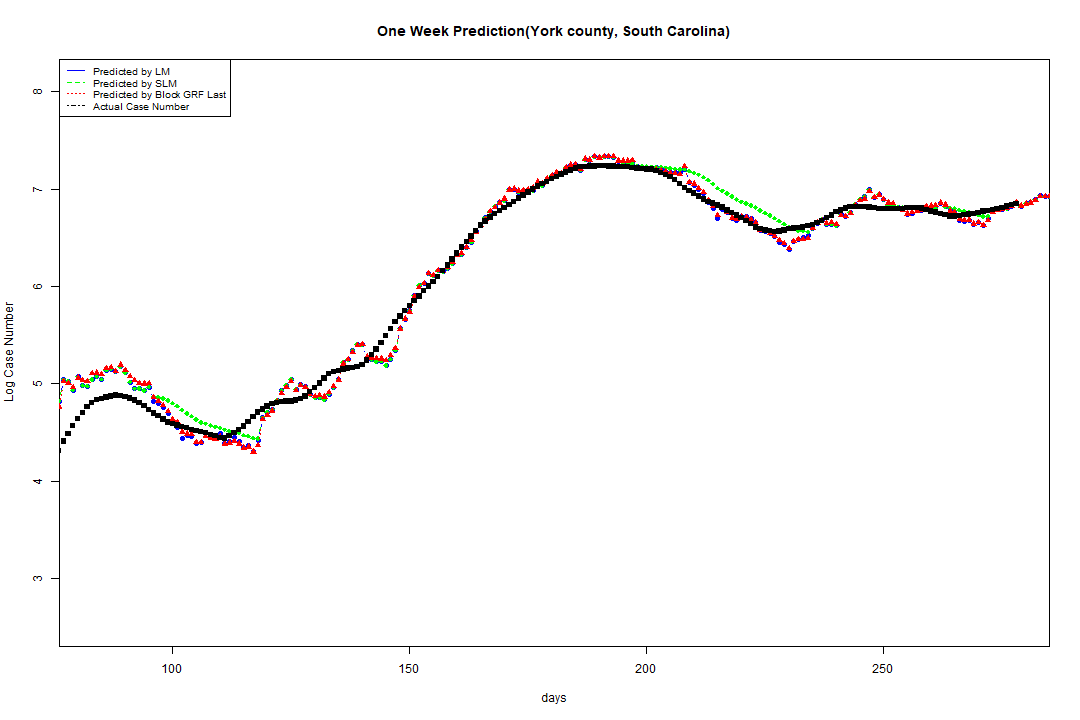 One Week Prediction(York county, South Carolina)
Predicted by LM
Predicted by SLM
Predicted by Block GRF Last
Actual Case Number
8
7
6
5
4
3
Log Case Number
100 150 200 250
days